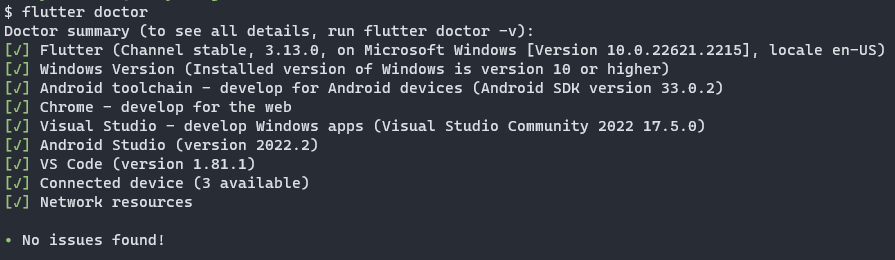 $ flutter doctor
Doctor summary (to see all details, run flutter doctor -v):
[√] Flutter (Channel stable, 3.13.0, on Microsoft Windows [Version 10.0.22621.2215], locale en-US)
[√] Windows Version (Installed version of Windows is version 10 or higher)
[√] Android toolchain - develop for Android devices (Android SDK version 33.0.2)
[√] Chrome - develop for the web
[√] Visual Studio - develop Windows apps (Visual Studio Community 2022 17.5.0)
[√] Android Studio (version 2022.2)
[√] VS Code (version 1.81.1)
[√] Connected device (3 available)
[√] Network resources
• No issues found!